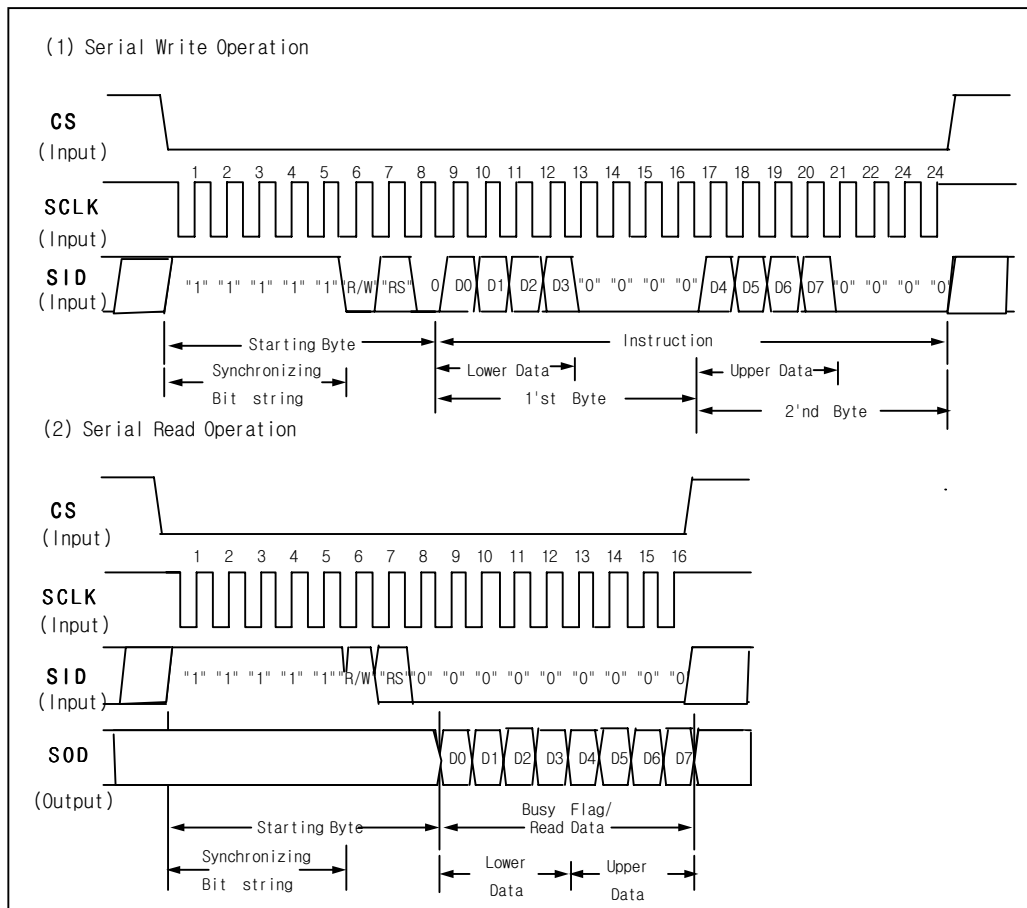 (1) Serial Write Operation
CS
(Input)
1 2 3 4 5 6 7 8 9 10 11 12 13 14 15 16 17 18 19 20 21 22 24 24
SCLK
(Input)
SID
(Input)
"1" "1" "1" "1" "1" "R/W" "RS" 0 D0 D1 D2 D3 "0" "0" "0" "0" D4 D5 D6 D7 "0" "0" "0" "0"
Starting Byte
Instruction
Synchronizing
Bit string
Lower Data
Upper Data
1'st Byte
2'nd Byte
(2) Serial Read Operation
CS
(Input)
1 2 3 4 5 6 7 8 9 10 11 12 13 14 15 16
SCLK
(Input)
SID
(Input)
"1" "1" "1" "1" "1" "R/W" "RS" "0" "0" "0" "0" "0" "0" "0" "0" "0
SOD
(Output)
D0 D1 D2 D3 D4 D5 D6 D7
Starting Byte
Busy Flag/
Read Data
Synchronizing
Bit string
Lower
Data
Upper
Data